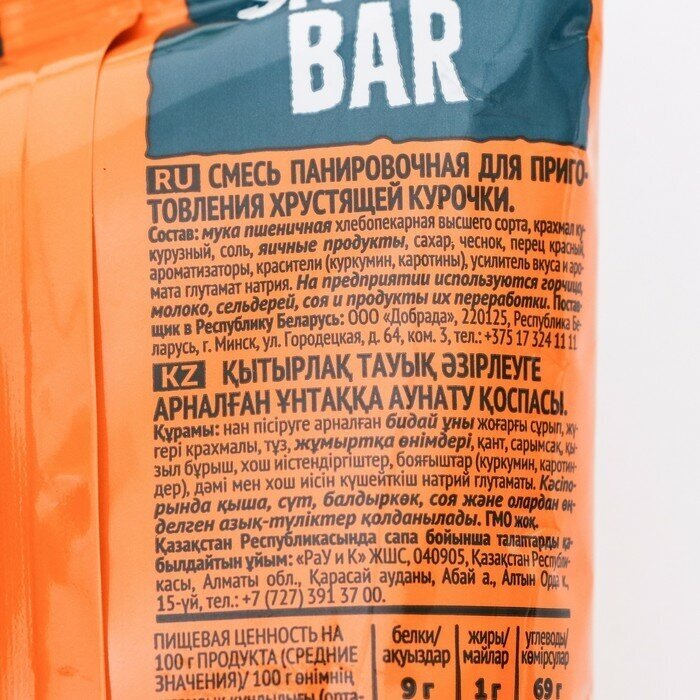 BAR
RU СМЕСЬ ПАНИРОВОЧНАЯ ДЛЯ ПРИГО-
ТОВЛЕНИЯ ХРУСТЯЩЕЙ КУРОЧКИ.
Состав: мука пшеничная хлебопекарная высшего сорта, крахмал ку-
курузный, соль, яичные продукты, сахар, чеснок, перец красный,
ароматизаторы, красители (куркумин, каротины), усилитель вкуса и аро-
мата глутамат натрия. На предприятии используются горчица,
молоко, сельдерей, соя и продукты их переработки. Постав-
щик в Республику Беларусь: ООО «Добрада», 220125, Республика Бе-
ларусь, г. Минск, ул. Городецкая, д. 64, ком. 3, тел.: +375 17 324 11 11
KZ ҚЫТЫРЛАҚ ТАУЫҚ ӘЗІРЛЕУГЕ
АРНАЛҒАН ҰНТАҚҚА АУНАТУ ҚОСПАСЫ.
Құрамы: нан пісіруге арналған бидай ұны жоғарғы сұрып, жү-
гері крахмалы, тұз, жұмыртқа өнімдері, қант, сарымсақ, қы-
зыл бұрыш, хош иістендіргіштер, бояғыштар (куркумин, каротин-
дер), дәмі мен хош иісін күшейткіш натрий глутаматы. Кәсіпо-
рында қыша, сүт, балдыркөк, соя және олардан өң-
делген азық-түліктер қолданылады. ГМО жоқ.
Қазақстан Республикасында сапа бойынша талаптарды қа-
былдайтын ұйым: «РаУ и К» ЖШС, 040905, Қазақстан Республи-
касы, Алматы обл., Қарасай ауданы, Абай а., Алтын Орда к.,
15-үй, тел.: +7 (727) 391 37 00.
ПИЩЕВАЯ ЦЕННОСТЬ НА
100 г ПРОДУКТА (СРЕДНИЕ
ЗНАЧЕНИЯ)/ 100 г өнімнің
белки/
ақуыздар
9 г
жиры/
майлар
1 г
углеводы/
көмірсулар
69 г